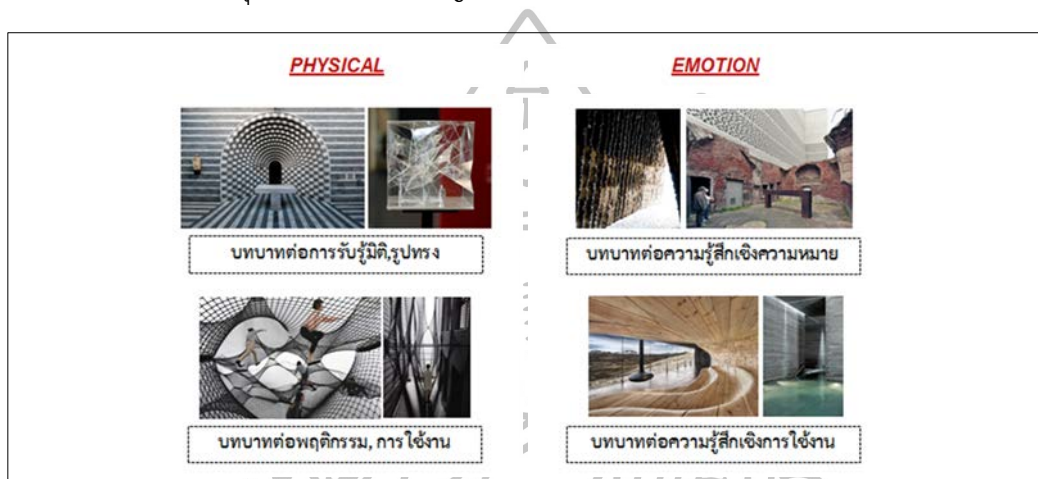 PHYSICAL
EMOTION
บทบาทต่อการรับรู้มิติ,รูปทรง
บทบาทต่อความรู้สึกเชิงความหมาย
บทบาทต่อพฤติกรรม, การใช้งาน
บทบาทต่อความรู้สึกเชิงการใช้งาน